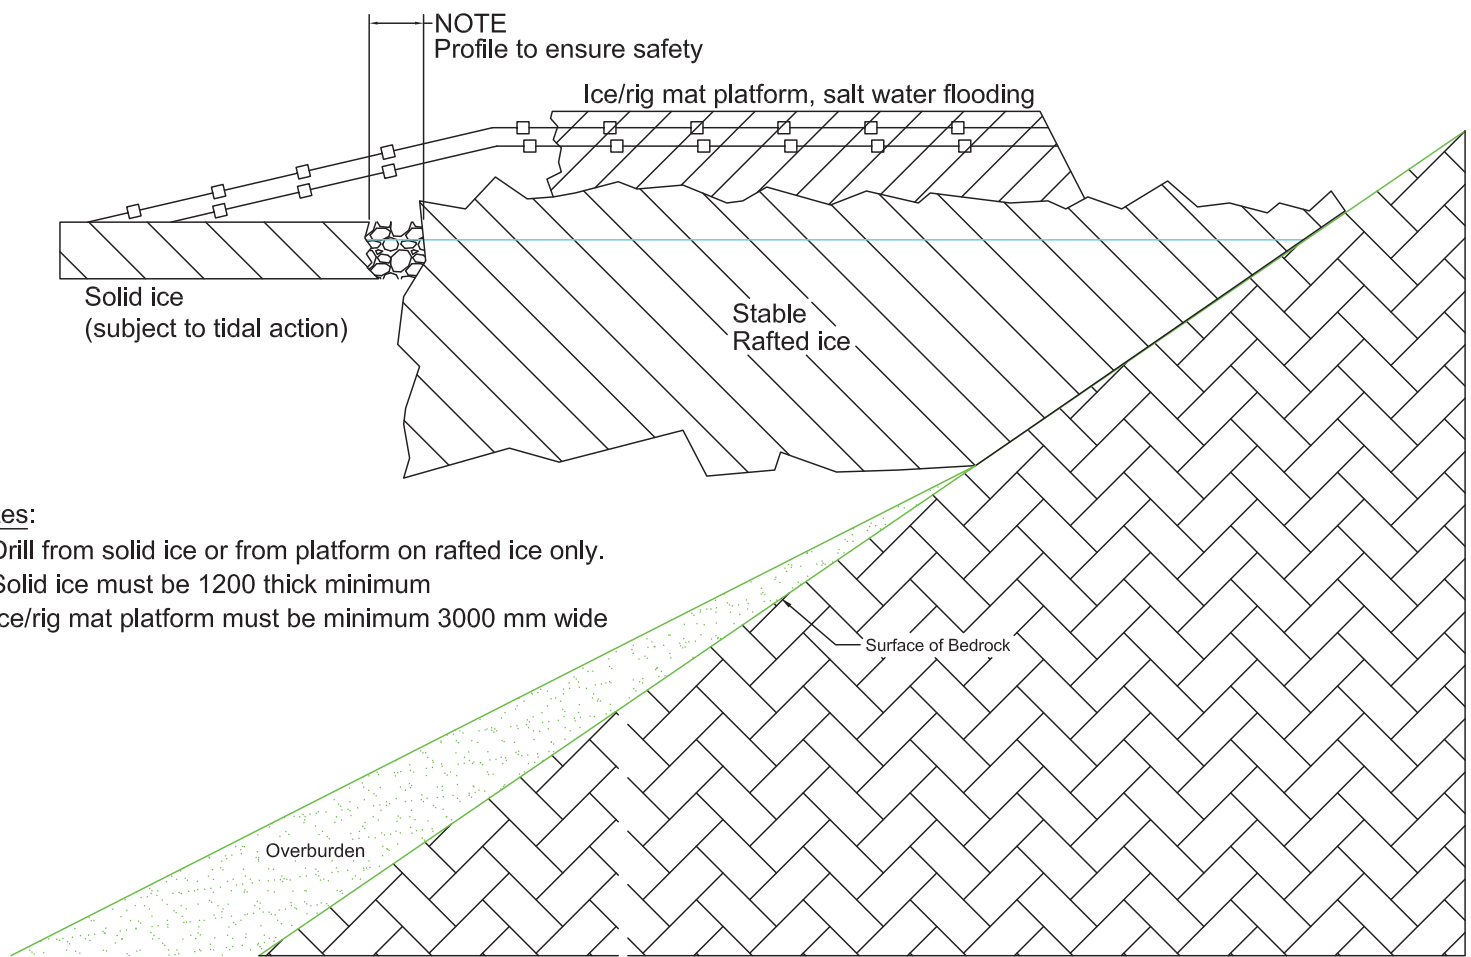 NOTE
Profile to ensure safety
Ice/rig mat platform, salt water flooding
Solid ice
(subject to tidal action)
Stable
Rafted ice
es:
Drill from solid ice or from platform on rafted ice only.
Solid ice must be 1200 thick minimum
ce/rig mat platform must be minimum 3000 mm wide
Surface of Bedrock
Overburden